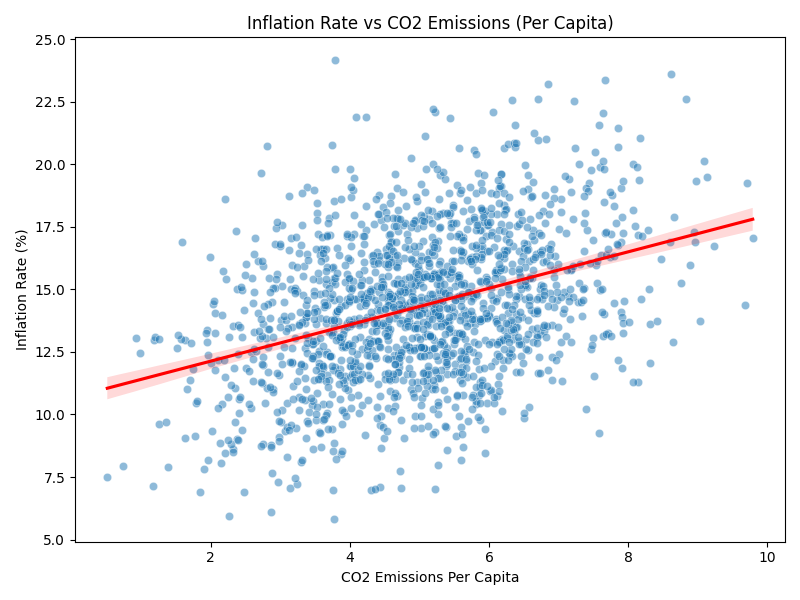 Inflation Rate vs CO2 Emissions (Per Capita)
25.0
22.5
20.0
17.5
15.0
12.5
10.0
7.5
5.0
Inflation Rate (%)
2 4 6 8 10
CO2 Emissions Per Capita